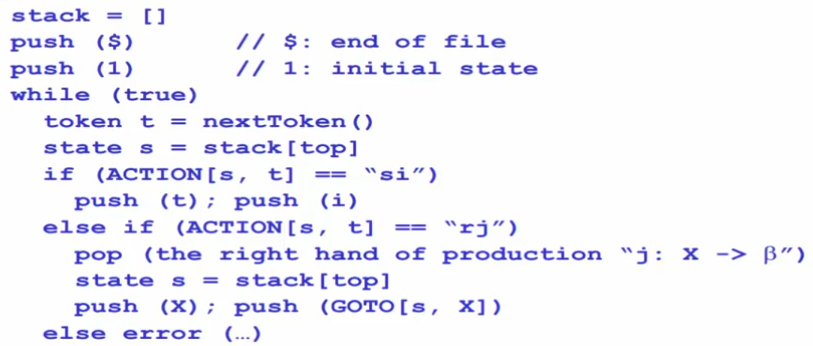 stack = []
push ($)        // $: end of file
push (1)        // 1: initial state
while (true)
  token t = nextToken()
  state s = stack[top]
  if (ACTION[s, t] == “si”)
    push (t); push (i)
  else if (ACTION[s, t] == “rj”)
    pop (the right hand of production “j: X -> β”)
    state s = stack[top]
    push (X); push (GOTO[s, X])
  else error (…)